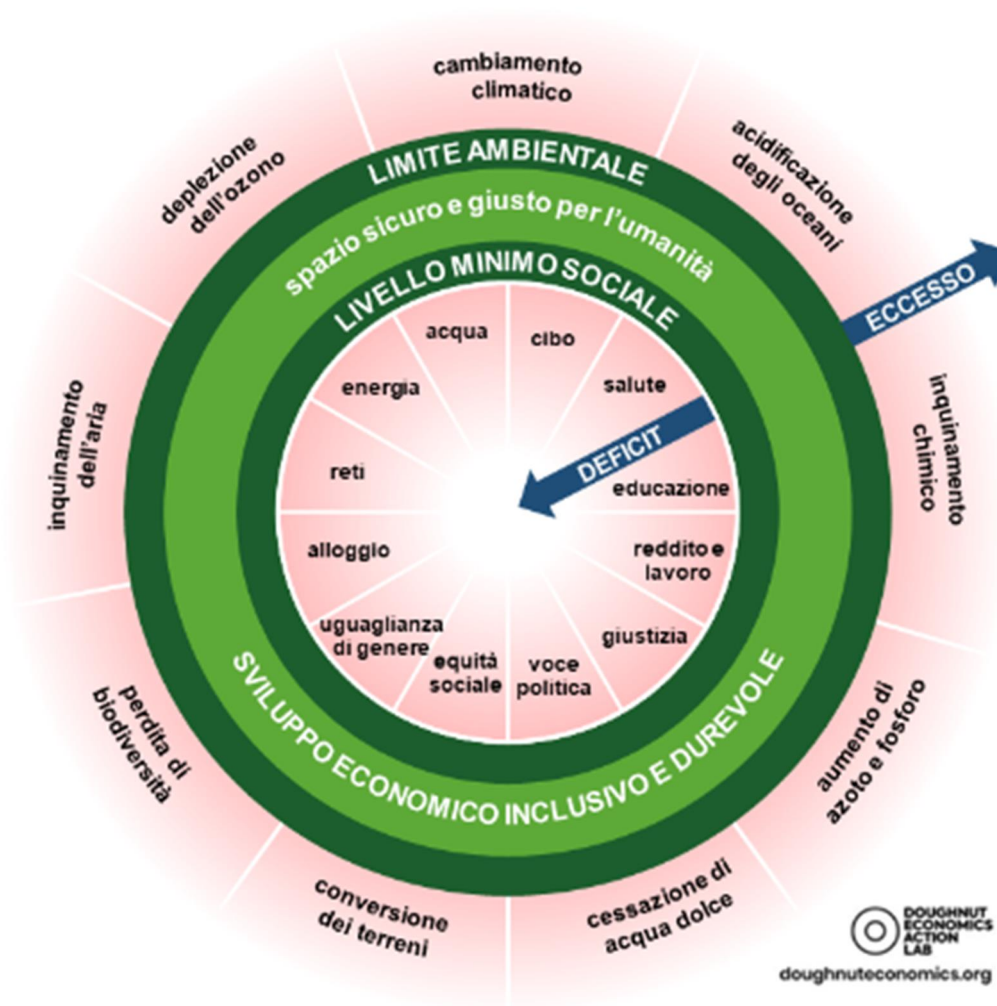 cambiamento
climatico
acidificazione
degli oceani
ECCESSO
inquinamento
chimico
aumento di
azoto e fosforo
cessazione di
acqua dolce
conversione
dei terreni
perdita di
biodiversità
inquinamento
dell'aria
deplezione
dell'ozono
LIMITE AMBIENTALE
spazio sicuro e giusto per l'umanità
LIVELLO MINIMO SOCIALE
acqua
cibo
energia
salute
DEFICIT
reti
educazione
alloggio
reddito e
lavoro
uguaglianza
di genere
giustizia
equità
sociale
voce
politica
SVILUPPO ECONOMICO INCLUSIVO E DUREVOLE
DOUGHNUT
ECONOMICS
ACTION
LAB
doughnuteconomics.org